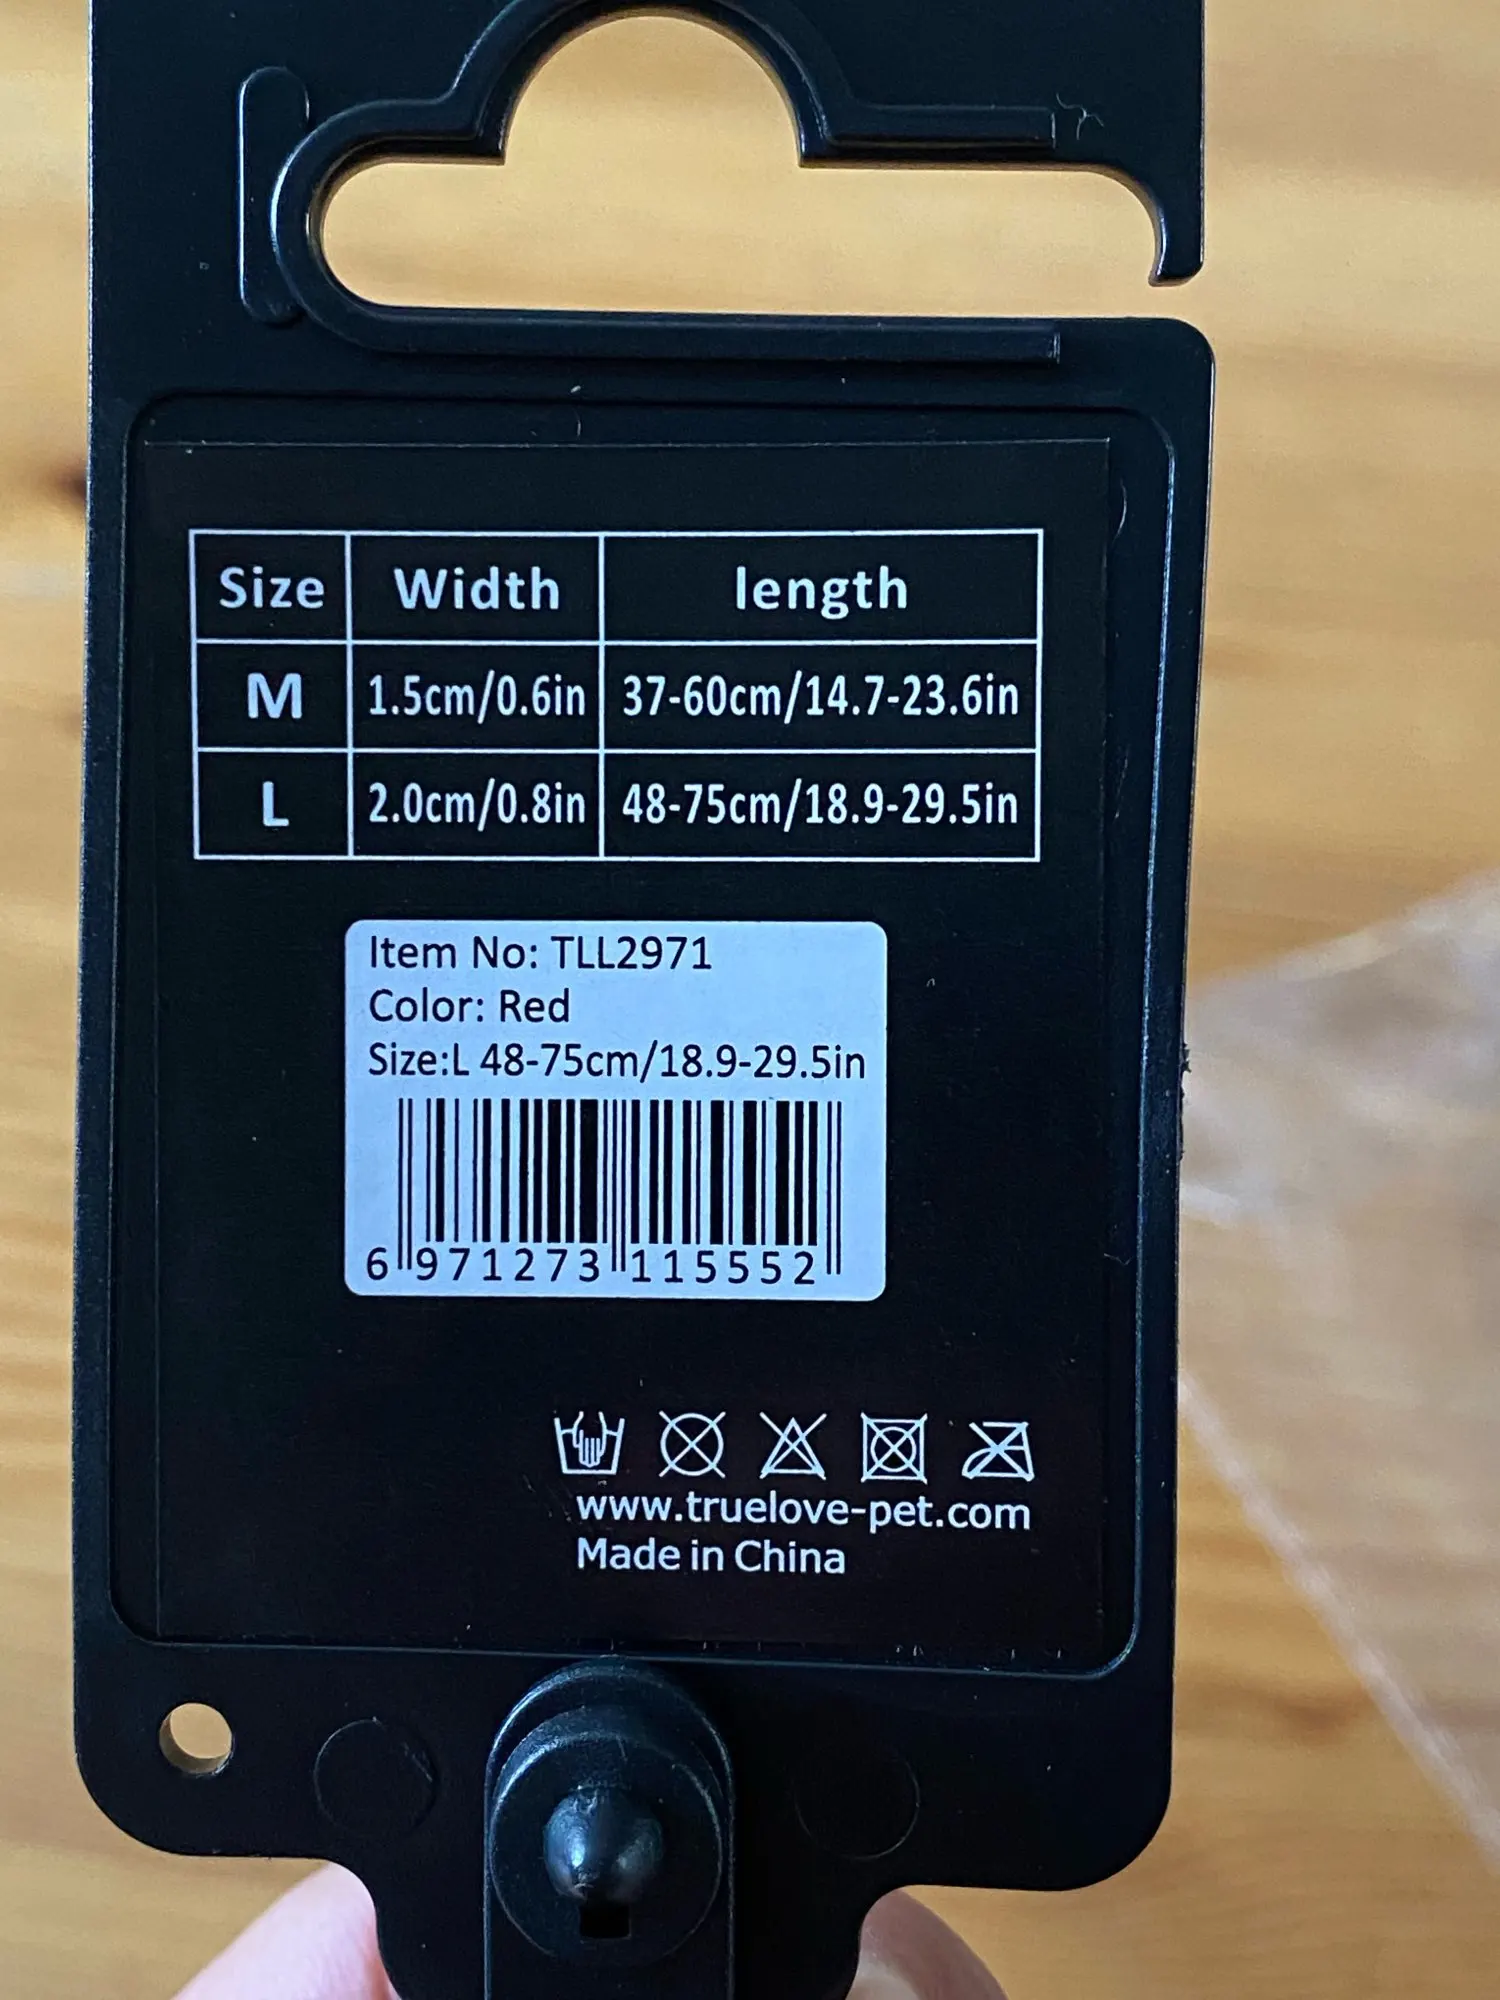 Size Width length
M 1.5cm/0.6in 37-60cm/14.7-23.6in
L 2.0cm/0.8in 48-75cm/18.9-29.5in
Item No: TLL2971
Color: Red
Size:L 48-75cm/18.9-29.5in
6 971273 115552
www.truelove-pet.com
Made in China